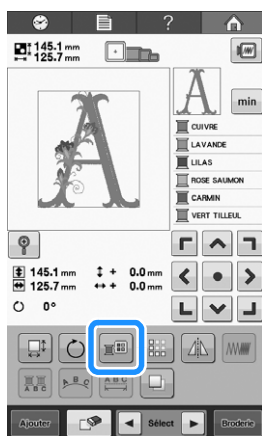 ?
145.1 mm
125.7 mm
min
CUIVRE
LAVANDE
LILAS
ROSE SAUMON
CARMIN
VERT TILLEUL
145.1 mm + 0.0 mm
125.7 mm + 0.0 mm
0°
A B C A B C A B C
Ajouter Sélect Broderie